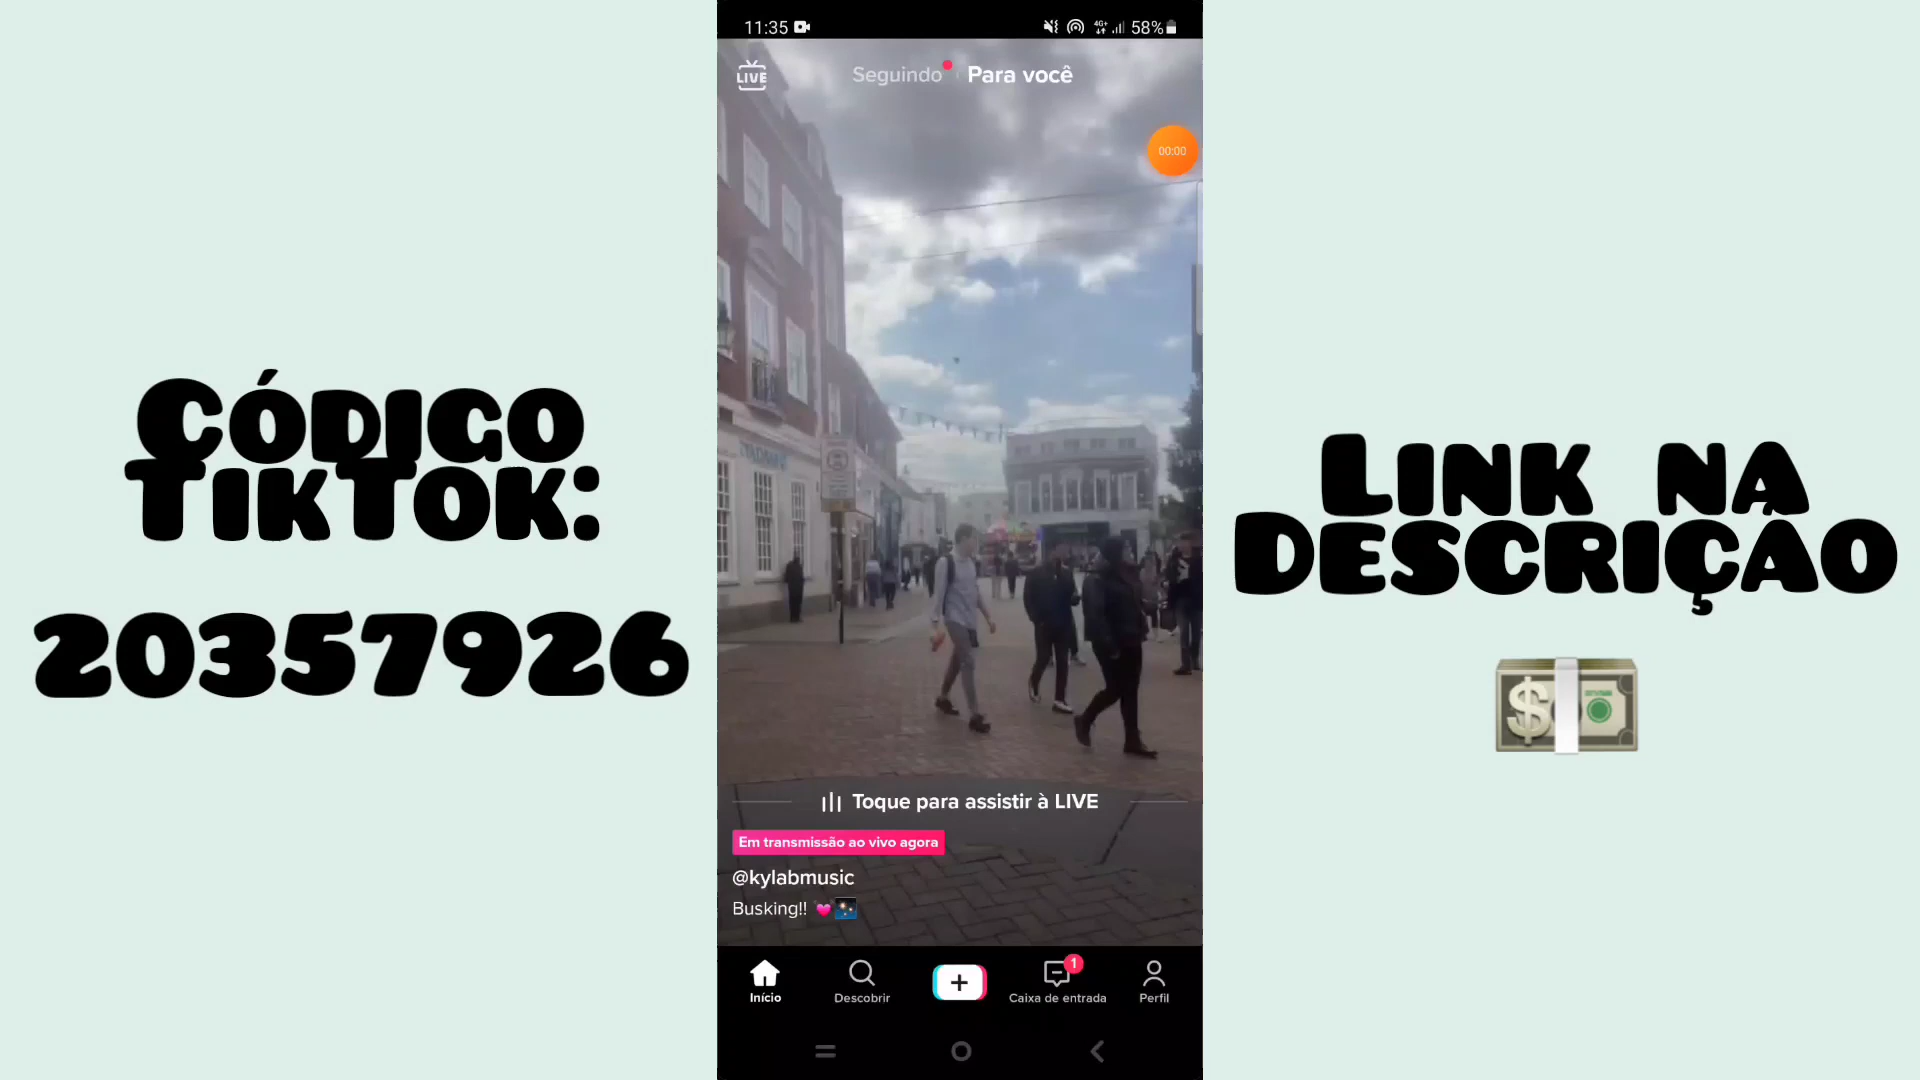 11:35
4G+
58%
LIVE
Seguindo
Para você
00:00
CÓDIGO
TIKTOK:
20357926
LINK NA
DESCRIÇÃO
Toque para assistir à LIVE
Em transmissão ao vivo agora
@kylabmusic
Busking!! 💓🎇
1
Início
Descobrir
Caixa de entrada
Perfil